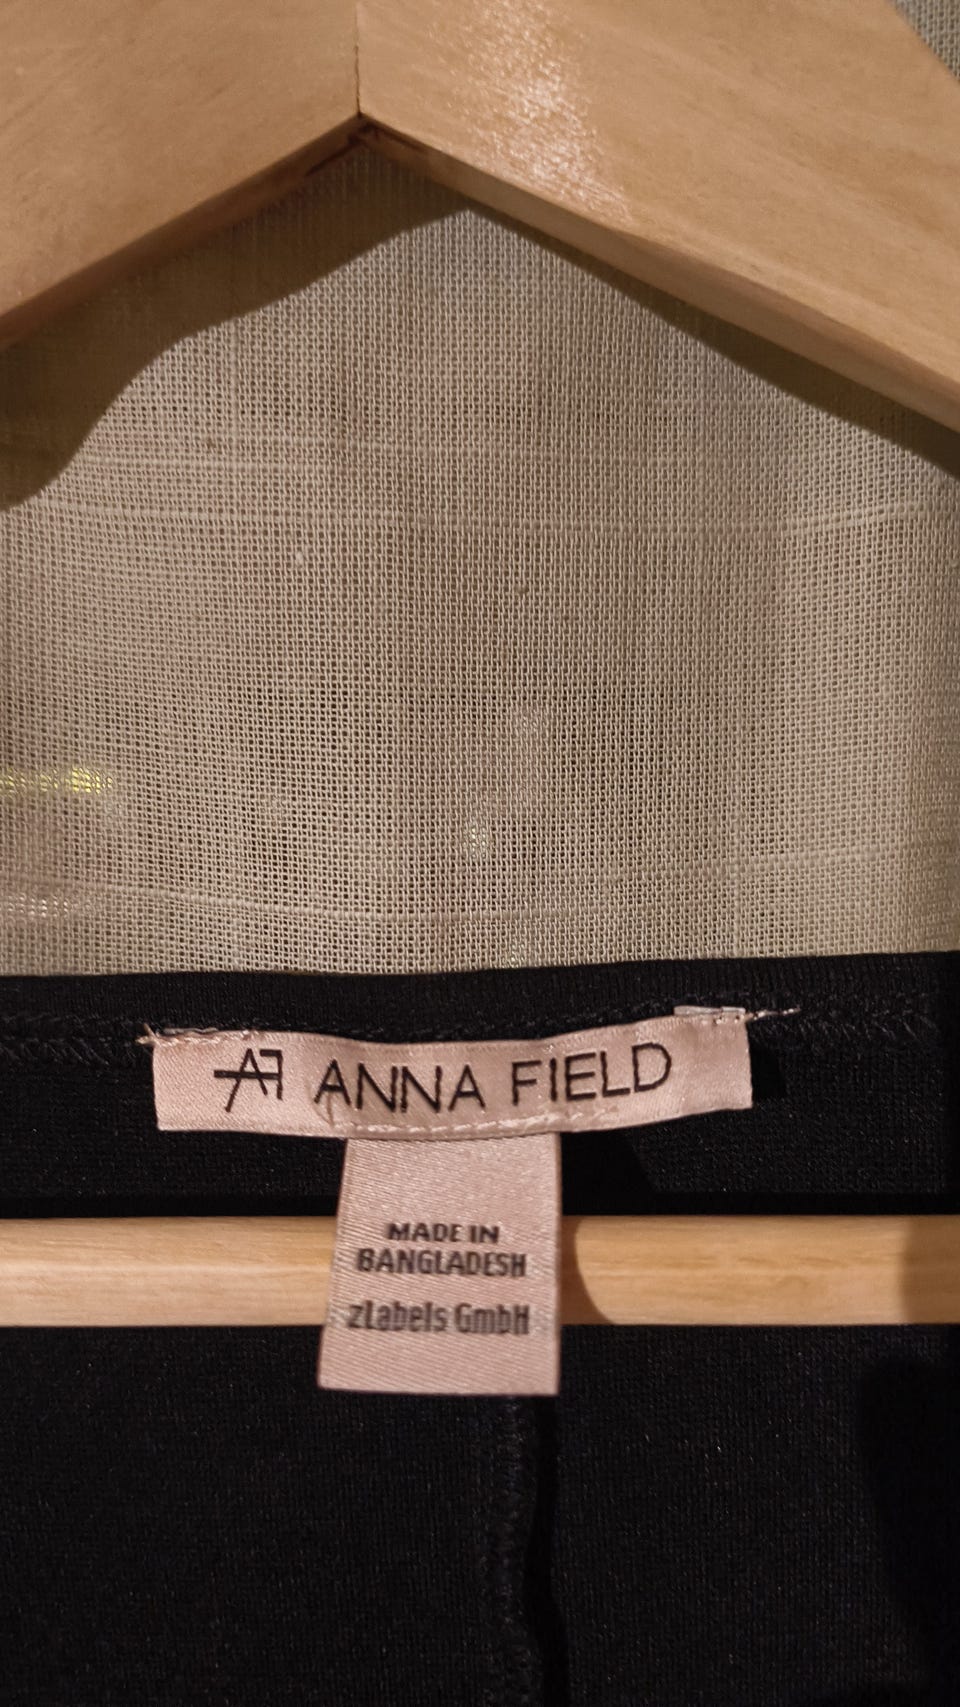 AF ANNA FIELD
MADE IN
BANGLADESH
zLabels GmbH